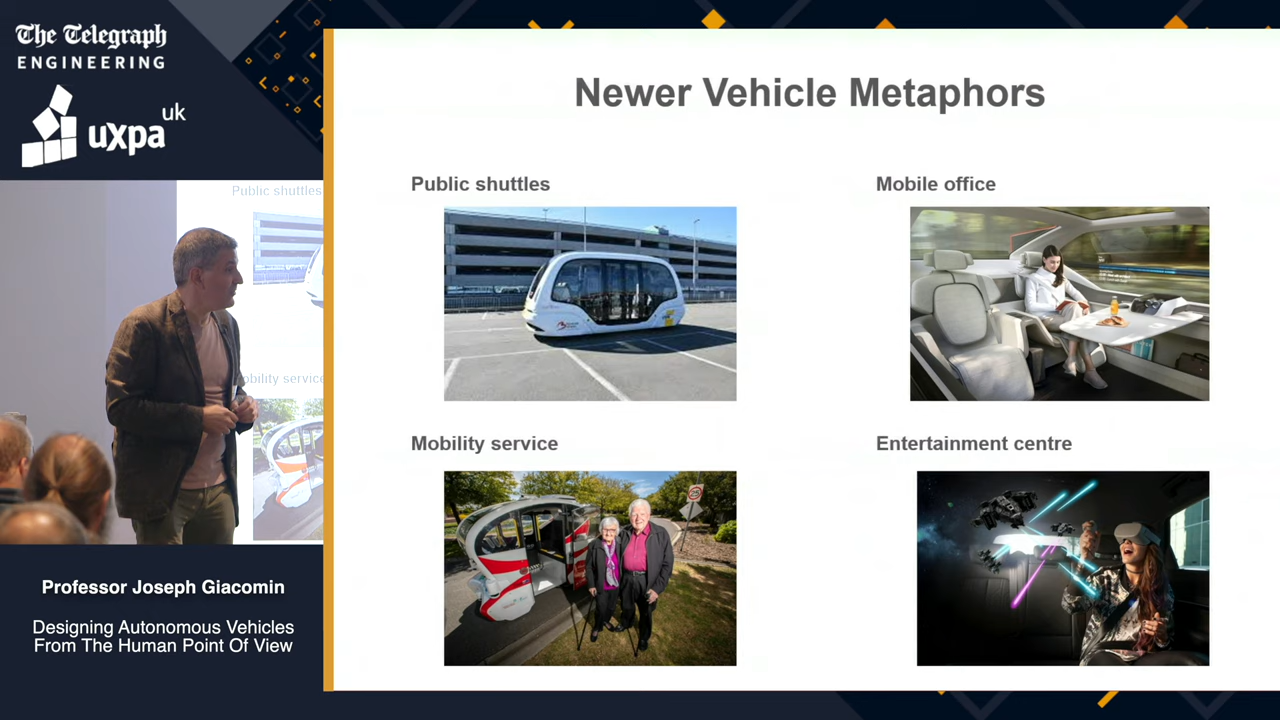 The Telegraph
ENGINEERING
uxpa uk
Public shuttles
Mobility service
Professor Joseph Giacomin
Designing Autonomous Vehicles
From The Human Point Of View
Newer Vehicle Metaphors
Public shuttles
Mobile office
Mobility service
Entertainment centre